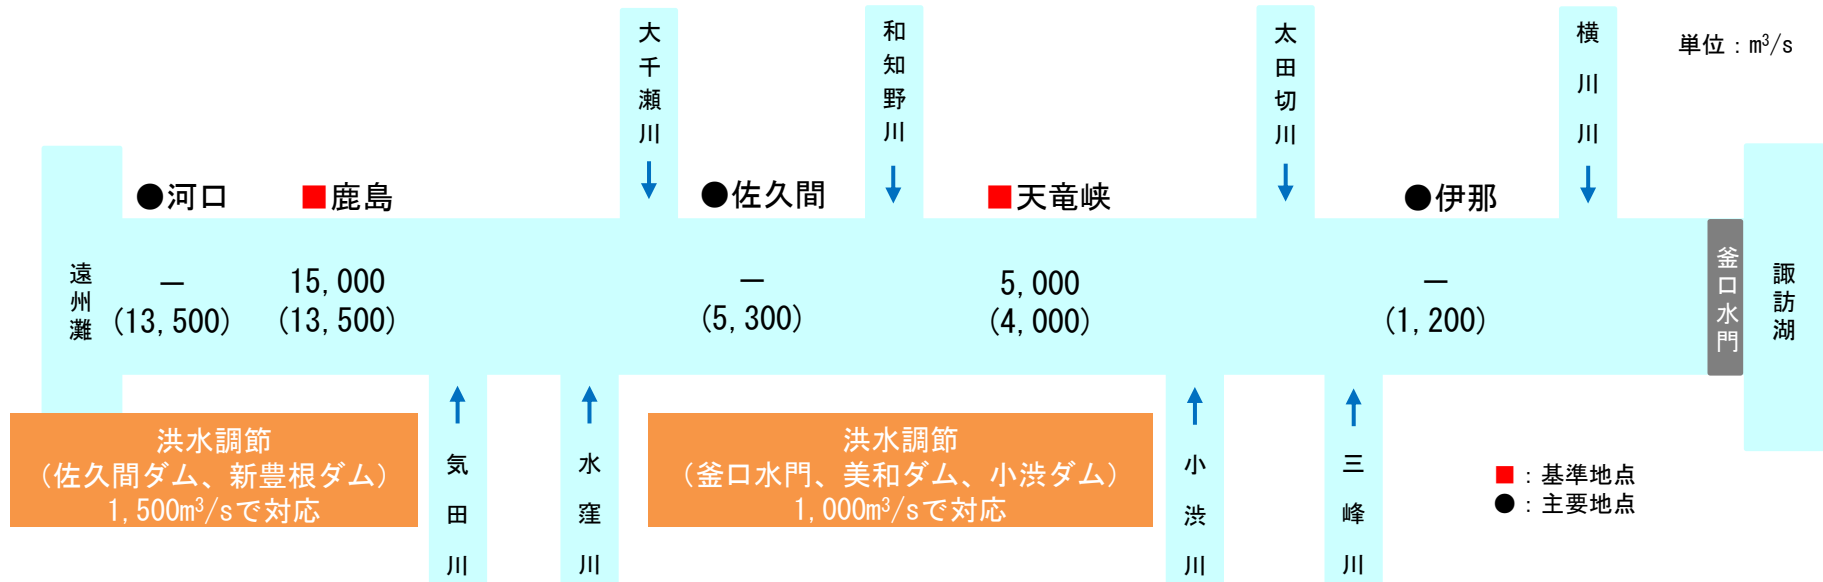 単位：m³/s
大千瀬川
和知野川
太田切川
横川川
●河口
■鹿島
●佐久間
■天竜峡
●伊那
遠州灘
－
(13,500)
15,000
(13,500)
－
(5,300)
5,000
(4,000)
－
(1,200)
釜口水門
諏訪湖
洪水調節
（佐久間ダム、新豊根ダム）
1,500m³/sで対応
気田川
水窪川
洪水調節
（釜口水門、美和ダム、小渋ダム）
1,000m³/sで対応
小渋川
三峰川
■：基準地点
●：主要地点